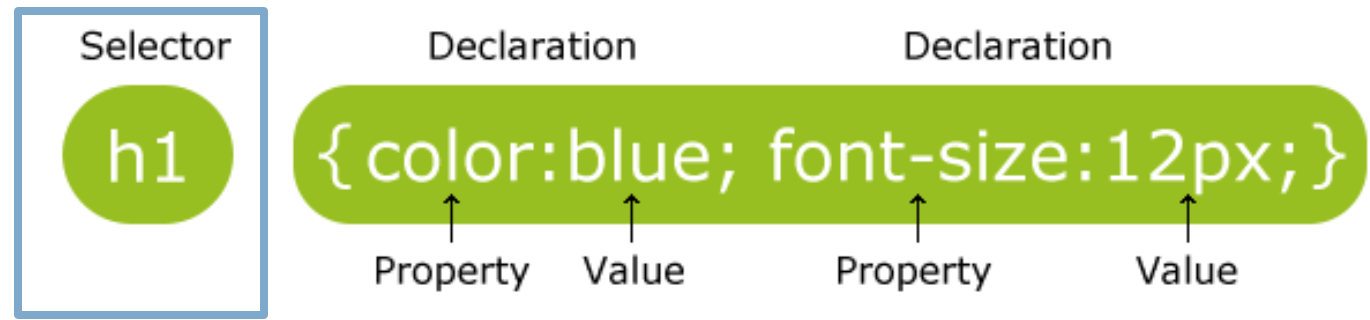 Selector Declaration Declaration
h1 {color:blue; font-size:12px;}
Property Value Property Value